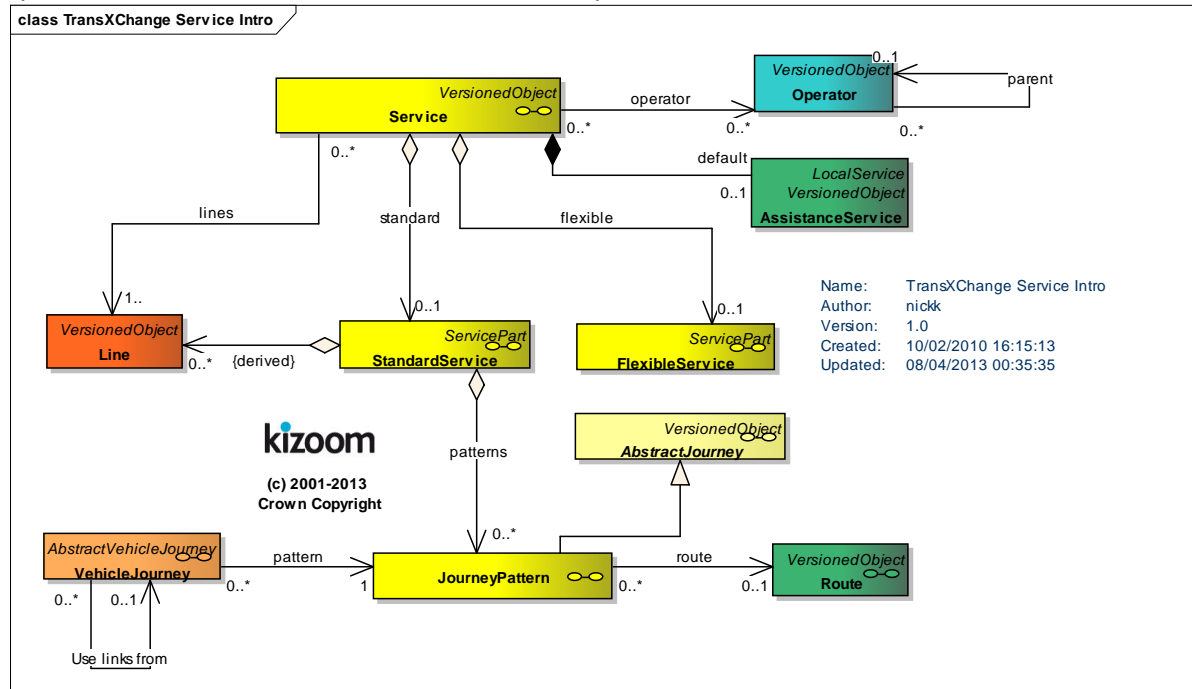 class TransXChange Service Intro
VersionedObject
Service
operator
0..*
0..*
0..1
VersionedObject
Operator
parent
0..*
0..*
default
0..1
LocalService
VersionedObject
AssistanceService
lines
standard
flexible
1..
0..1
0..1
VersionedObject
Line
0..*
{derived}
ServicePart
StandardService
ServicePart
FlexibleService
Name: TransXChange Service Intro
Author: nickk
Version: 1.0
Created: 10/02/2010 16:15:13
Updated: 08/04/2013 00:35:35
kizoom
(c) 2001-2013
Crown Copyright
patterns
0..*
VersionedObject
AbstractJourney
AbstractVehicleJourney
VehicleJourney
0..*
0..1
Use links from
pattern
0..*
1
JourneyPattern
route
0..*
0..1
VersionedObject
Route